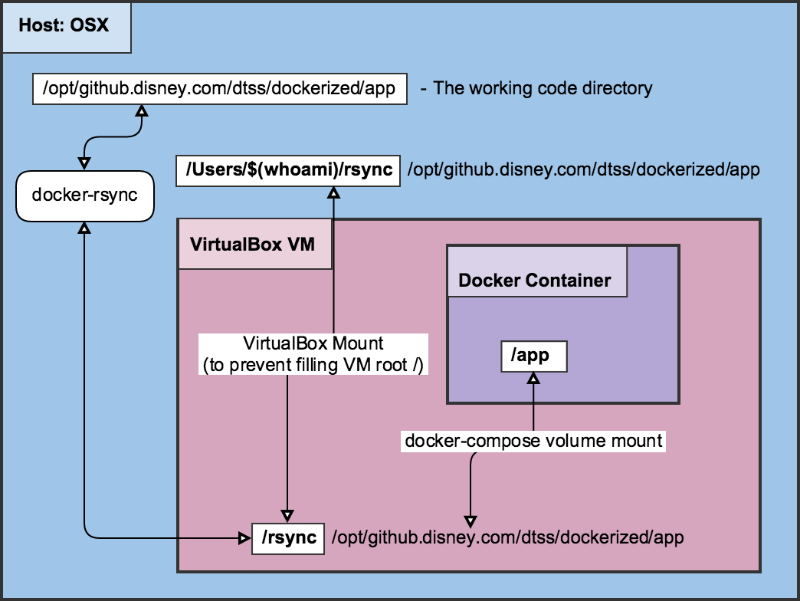 Host: OSX
/opt/github.disney.com/dtss/dockerized/app - The working code directory
/Users/$(whoami)/rsync /opt/github.disney.com/dtss/dockerized/app
docker-rsync
VirtualBox VM
Docker Container
VirtualBox Mount
(to prevent filling VM root /)
/app
docker-compose volume mount
/rsync /opt/github.disney.com/dtss/dockerized/app